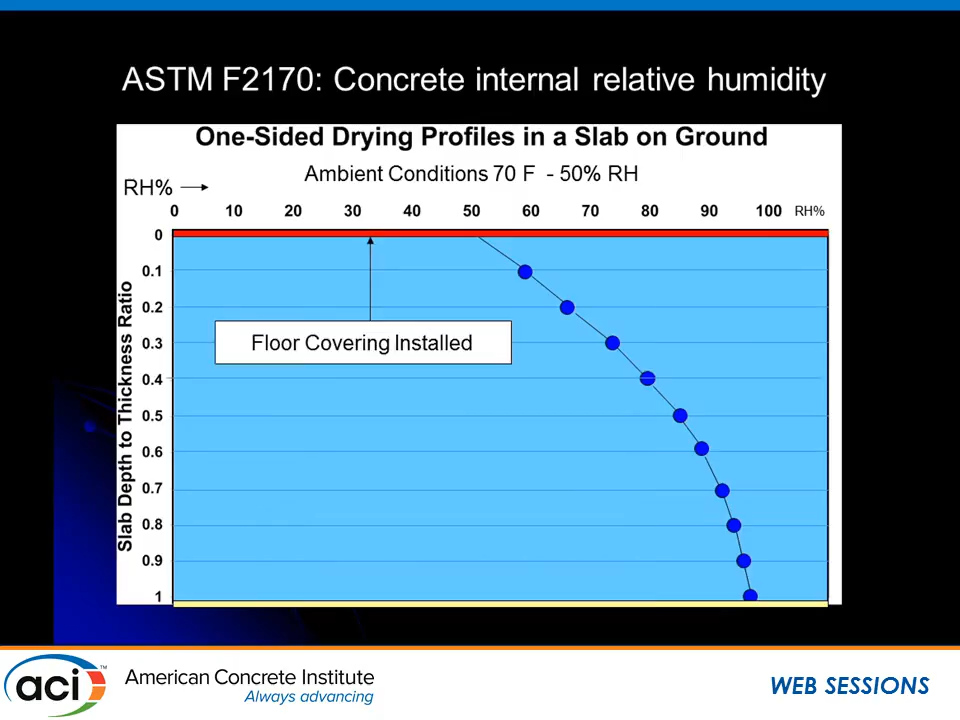 ASTM F2170: Concrete internal relative humidity
One-Sided Drying Profiles in a Slab on Ground
Ambient Conditions 70 F - 50% RH
RH%
0 10 20 30 40 50 60 70 80 90 100 RH%
Slab Depth to Thickness Ratio
0
0.1
0.2
0.3
0.4
0.5
0.6
0.7
0.8
0.9
1
Floor Covering Installed
aci™
American Concrete Institute
Always advancing
WEB SESSIONS